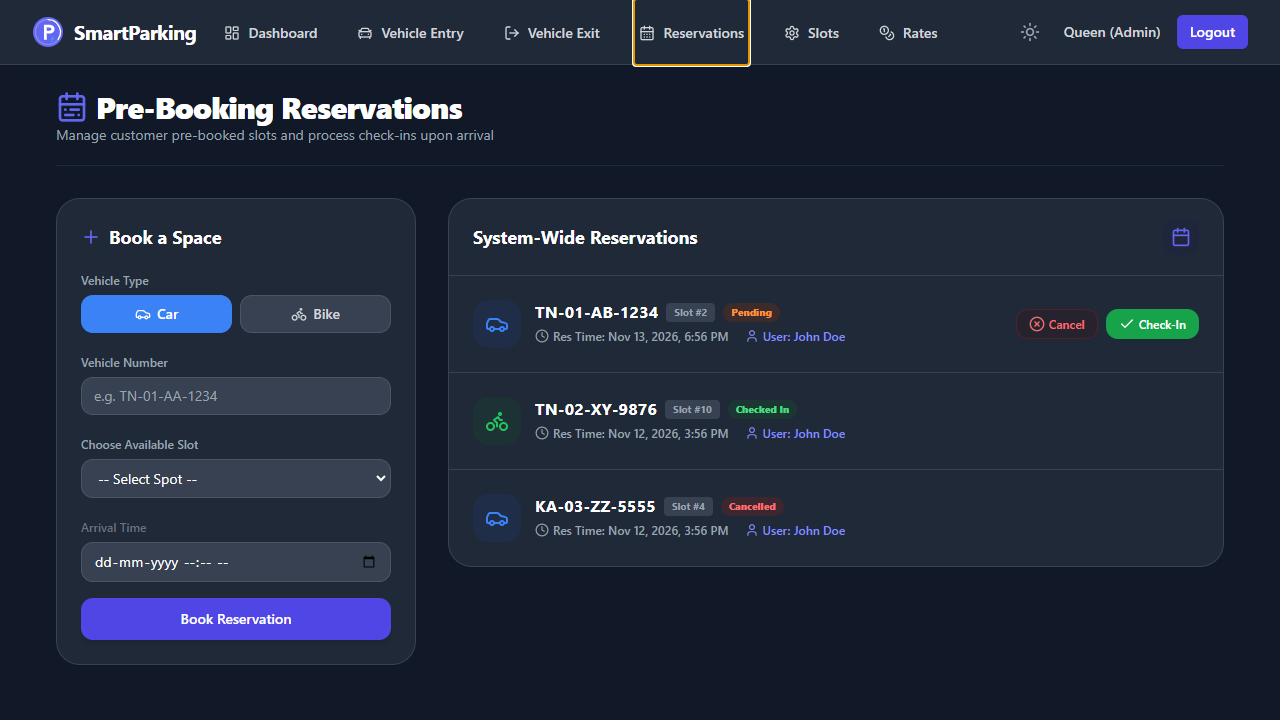 P SmartParking Dashboard Vehicle Entry Vehicle Exit Reservations Slots Rates Queen (Admin) Logout
Pre-Booking Reservations
Manage customer pre-booked slots and process check-ins upon arrival
Book a Space
Vehicle Type
Car Bike
Vehicle Number
e.g. TN-01-AA-1234
Choose Available Slot
-- Select Spot --
Arrival Time
dd-mm-yyyy --:-- --
Book Reservation
System-Wide Reservations
TN-01-AB-1234 Slot #2 Pending
Res Time: Nov 13, 2026, 6:56 PM User: John Doe
Cancel Check-In
TN-02-XY-9876 Slot #10 Checked In
Res Time: Nov 12, 2026, 3:56 PM User: John Doe
KA-03-ZZ-5555 Slot #4 Cancelled
Res Time: Nov 12, 2026, 3:56 PM User: John Doe